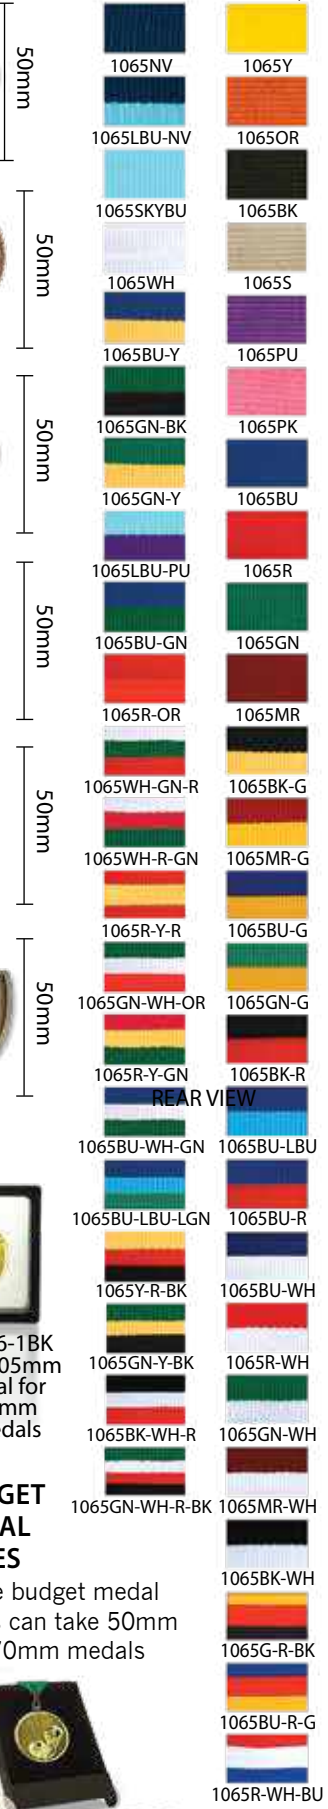 50mm
50mm
50mm
50mm
50mm
50mm
1065NV 1065Y
1065LBU-NV 1065OR
1065SKYBU 1065BK
1065WH 1065S
1065BU-Y 1065PU
1065GN-BK 1065PK
1065GN-Y 1065BU
1065LBU-PU 1065R
1065BU-GN 1065GN
1065R-OR 1065MR
1065WH-GN-R 1065BK-G
1065WH-R-GN 1065MR-G
1065R-Y-R 1065BU-G
1065GN-WH-OR 1065GN-G
1065R-Y-GN 1065BK-R
REAR VIEW
1065BU-WH-GN 1065BU-LBU
1065BU-LBU-LGN 1065BU-R
1065Y-R-BK 1065BU-WH
1065GN-Y-BK 1065R-WH
1065BK-WH-R 1065GN-WH
1065GN-WH-R-BK 1065MR-WH
1065BK-WH
1065G-R-BK
1065BU-R-G
1065R-WH-BU
6-1BK
05mm
al for
mm
dals
GET
AL
ES
e budget medal
s can take 50mm
70mm medals